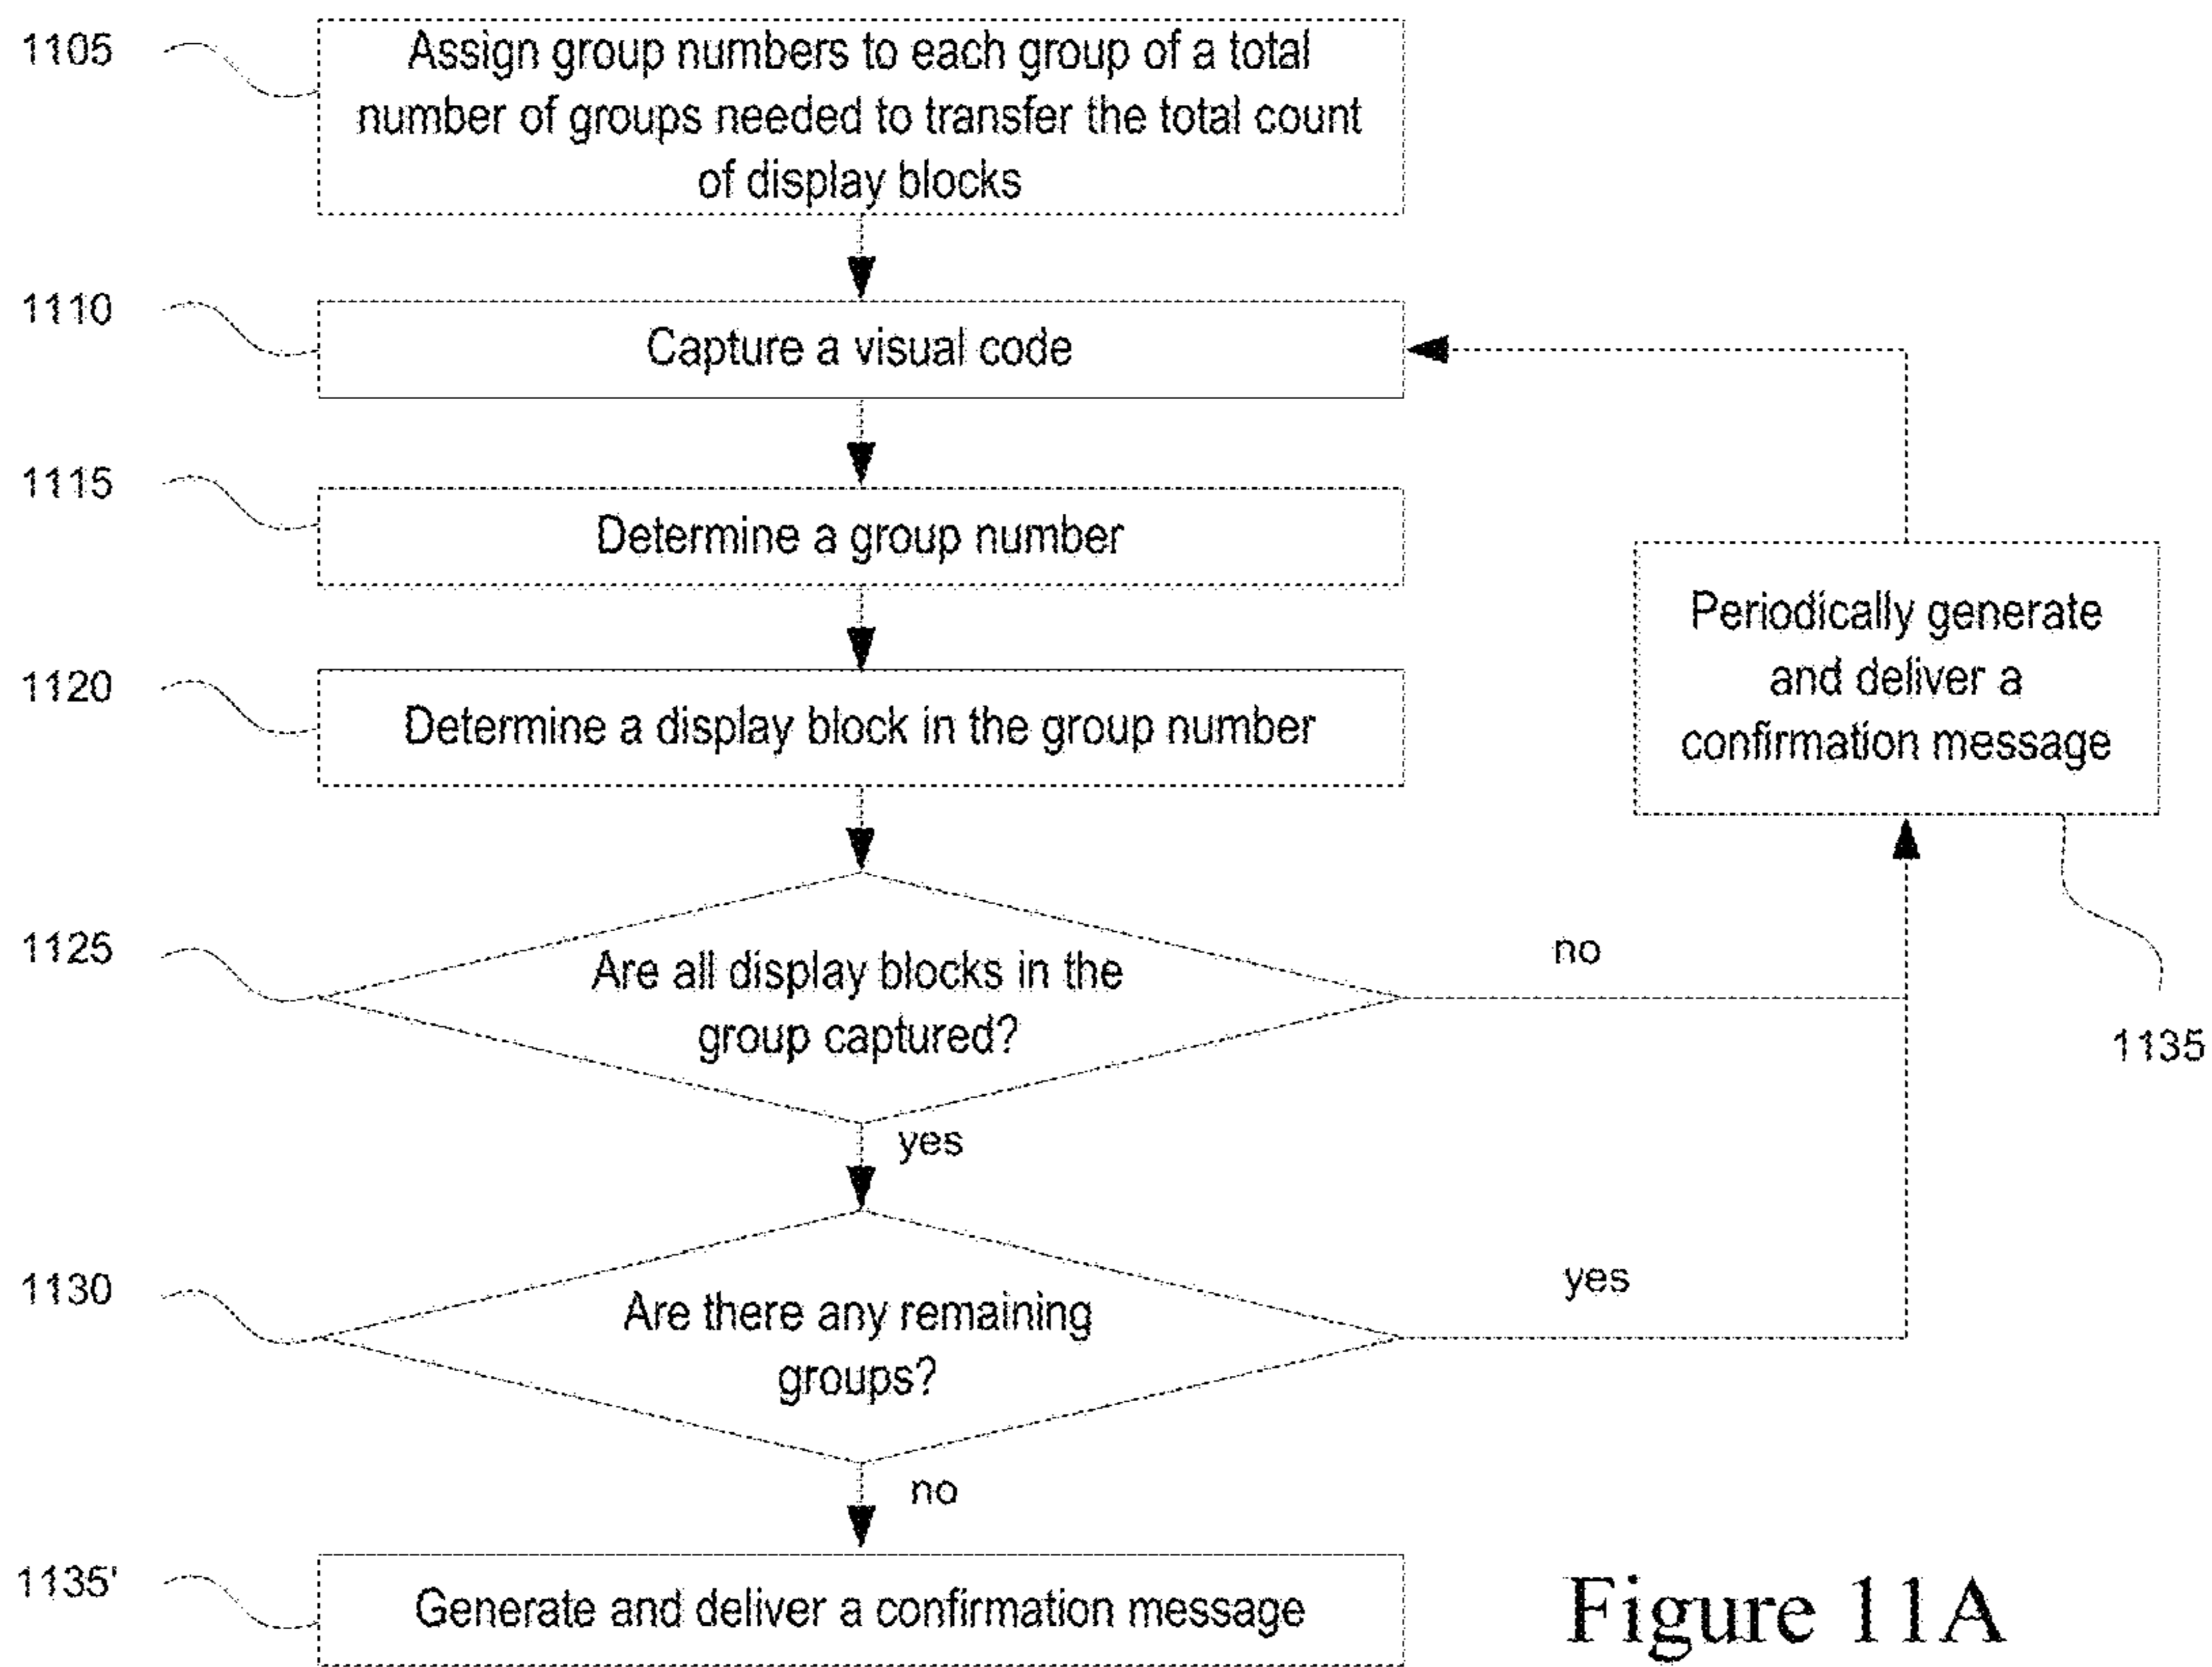 1105
Assign group numbers to each group of a total
number of groups needed to transfer the total count
of display blocks
1110
Capture a visual code
1115
Determine a group number
1120
Determine a display block in the group number
Periodically generate
and deliver a
confirmation message
1135
1125
Are all display blocks in the
group captured?
no
yes
1130
Are there any remaining
groups?
yes
no
1135'
Generate and deliver a confirmation message
Figure 11A